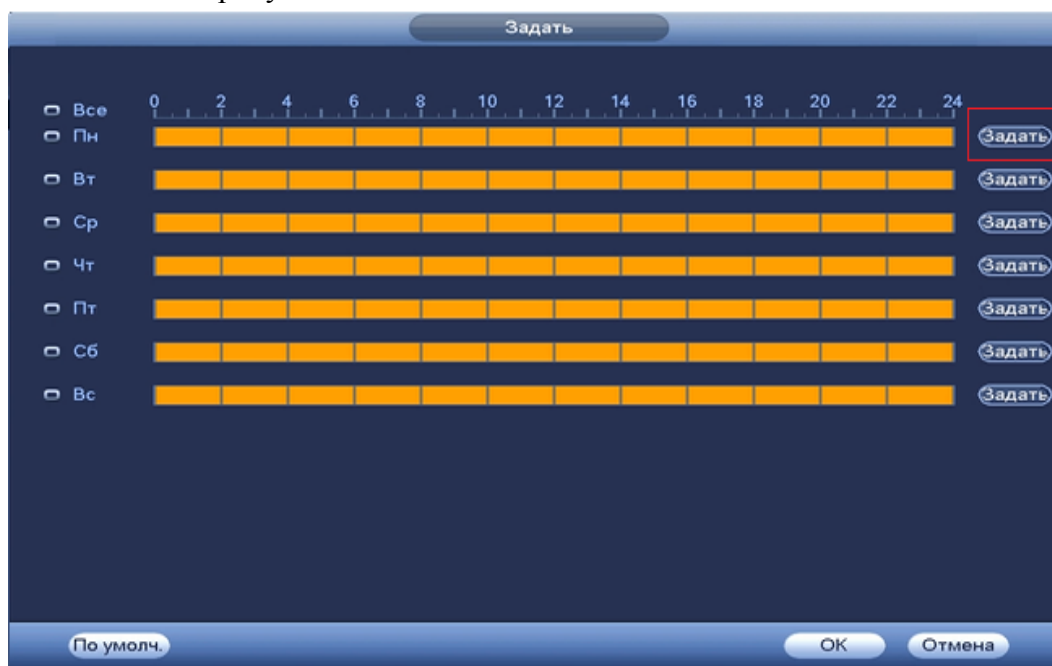 Задать
Все 0 2 4 6 8 10 12 14 16 18 20 22 24
Пн Задать
Вт Задать
Ср Задать
Чт Задать
Пт Задать
Сб Задать
Вс Задать
По умолч. OK Отмена